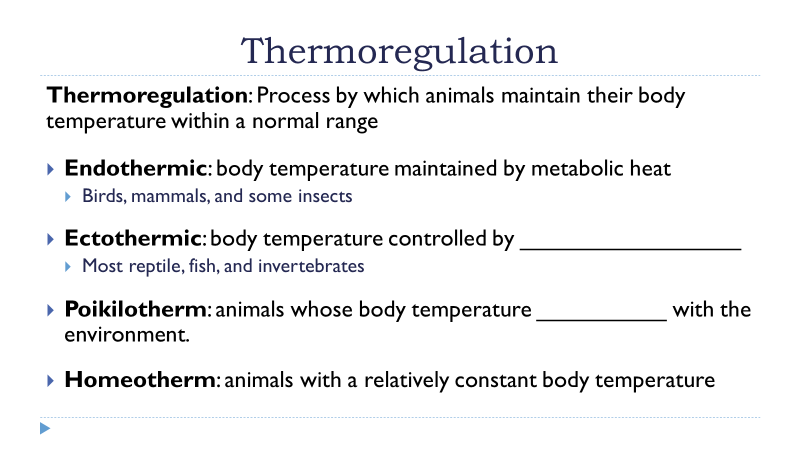 Thermoregulation
Thermoregulation: Process by which animals maintain their body
temperature within a normal range
Endothermic: body temperature maintained by metabolic heat
Birds, mammals, and some insects
Ectothermic: body temperature controlled by ___________________
Most reptile, fish, and invertebrates
Poikilotherm: animals whose body temperature ___________ with the
environment.
Homeotherm: animals with a relatively constant body temperature